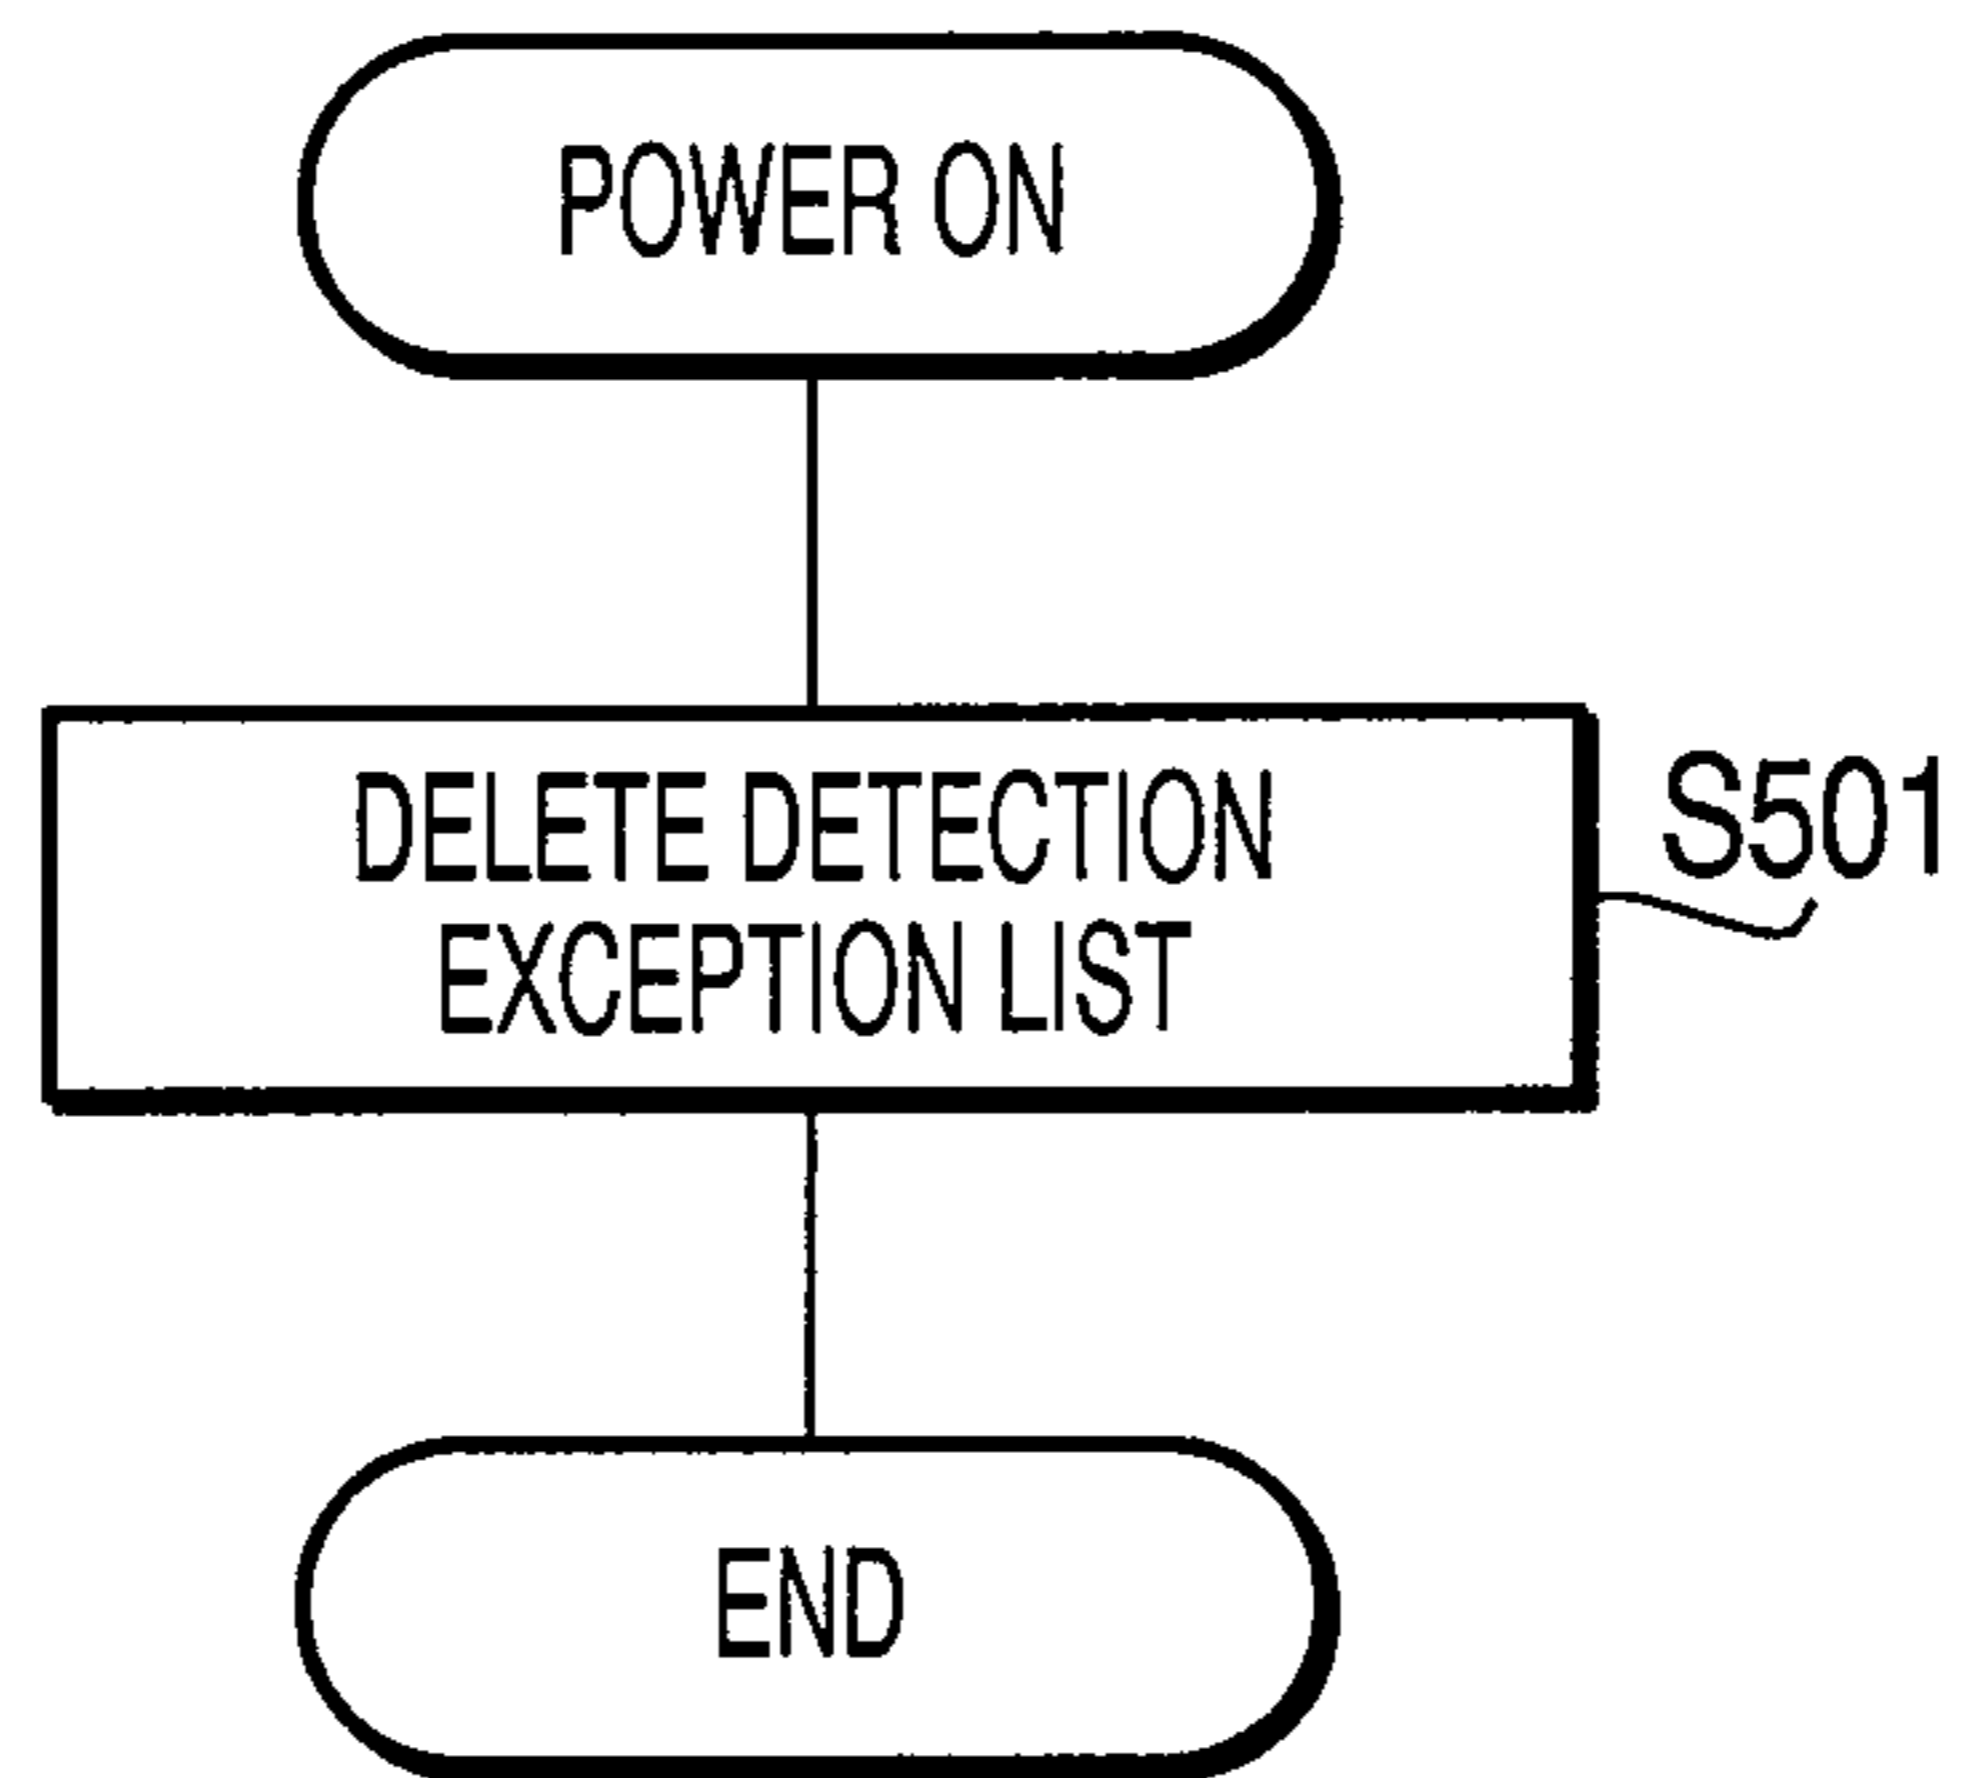 POWER ON
DELETE DETECTION
EXCEPTION LIST
S501
END